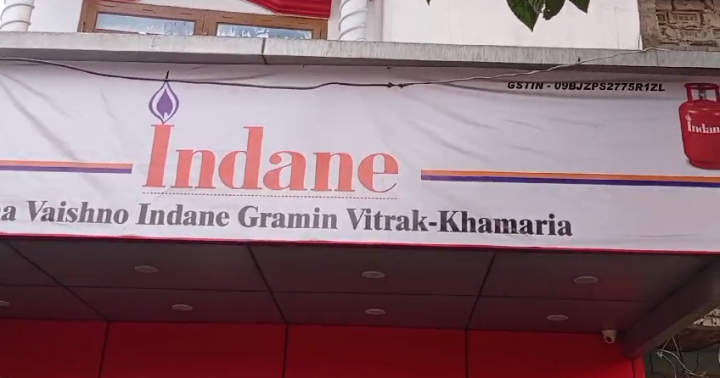 GSTIN - 09BJZPS2775R1ZL
Indane
Vaishno Indane Gramin Vitrak-Khamaria